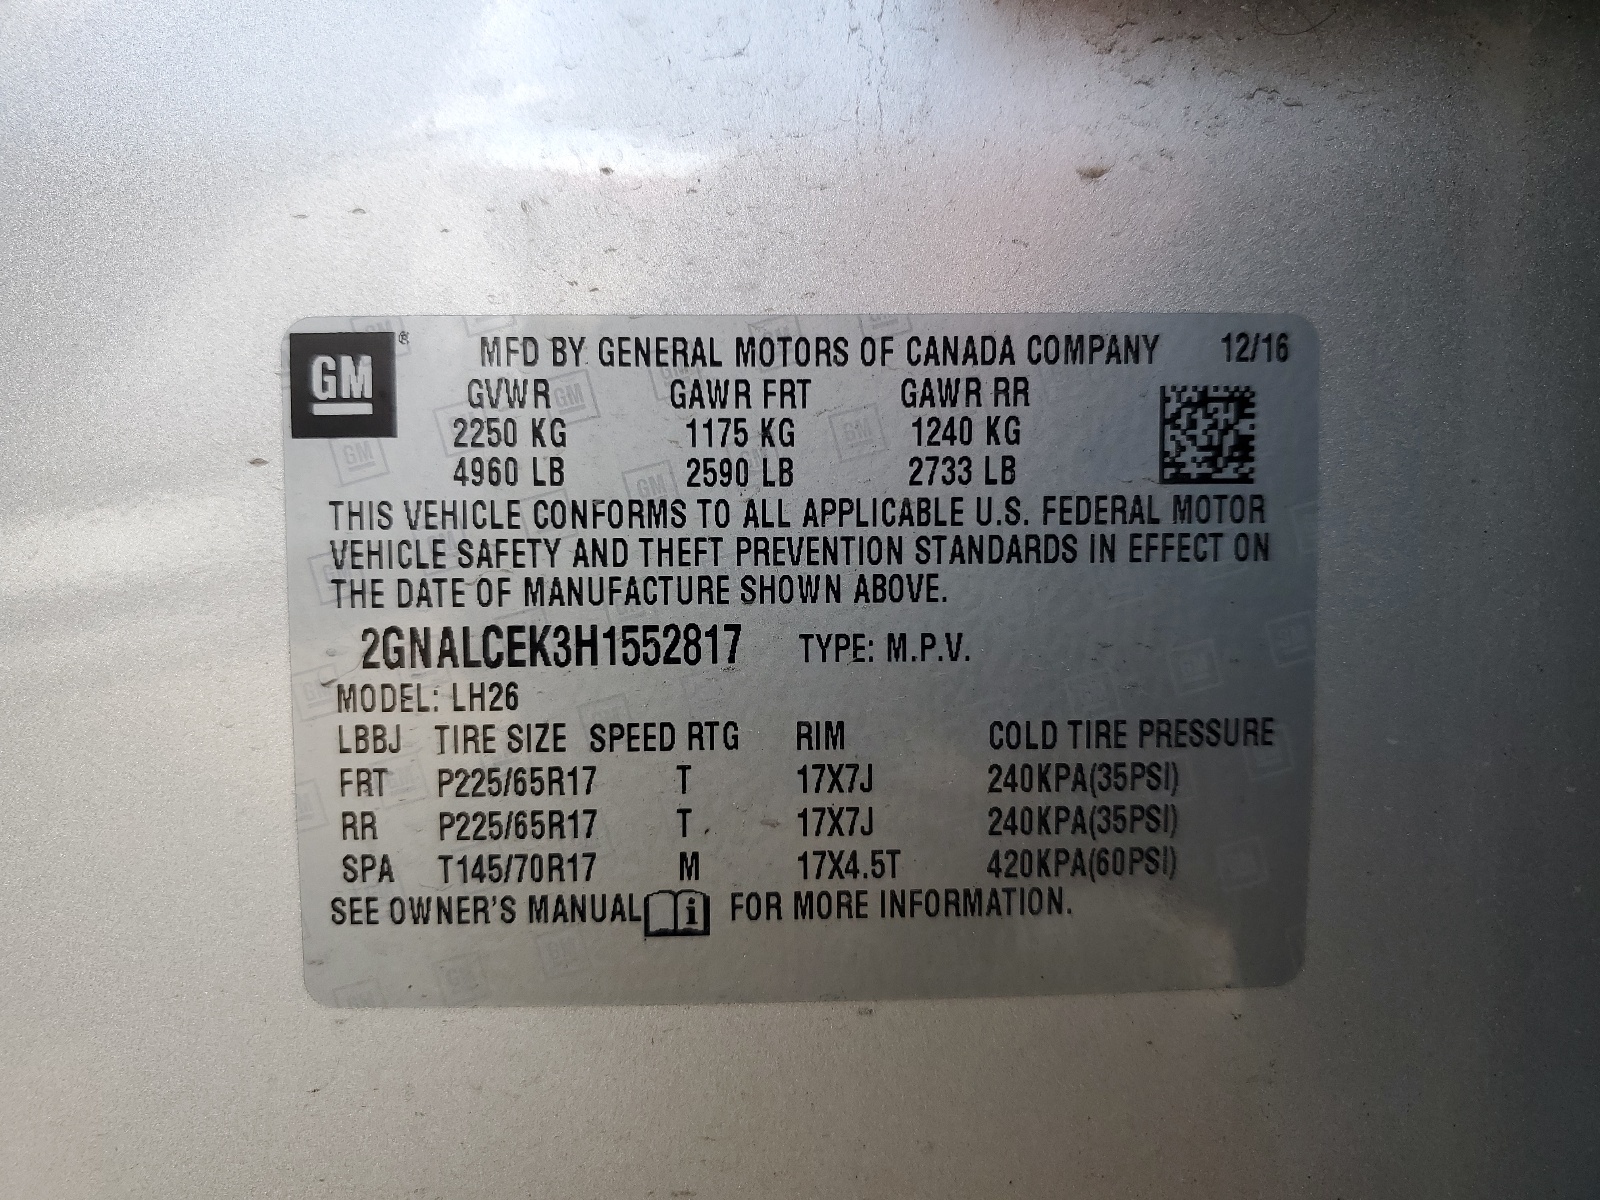 GM ® MFD BY GENERAL MOTORS OF CANADA COMPANY 12/16
GVWR GAWR FRT GAWR RR
2250 KG 1175 KG 1240 KG
4960 LB 2590 LB 2733 LB
THIS VEHICLE CONFORMS TO ALL APPLICABLE U.S. FEDERAL MOTOR
VEHICLE SAFETY AND THEFT PREVENTION STANDARDS IN EFFECT ON
THE DATE OF MANUFACTURE SHOWN ABOVE.
2GNALCEK3H1552817 TYPE: M.P.V.
MODEL: LH26
LBBJ TIRE SIZE SPEED RTG RIM COLD TIRE PRESSURE
FRT P225/65R17 T 17X7J 240KPA(35PSI)
RR P225/65R17 T 17X7J 240KPA(35PSI)
SPA T145/70R17 M 17X4.5T 420KPA(60PSI)
SEE OWNER'S MANUAL i FOR MORE INFORMATION.